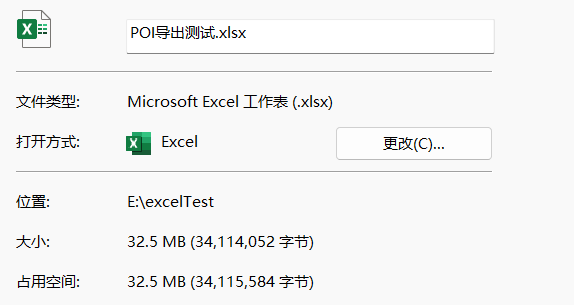 POI导出测试.xlsx
文件类型: Microsoft Excel 工作表 (.xlsx)
打开方式: Excel 更改(C)...
位置: E:\excelTest
大小: 32.5 MB (34,114,052 字节)
占用空间: 32.5 MB (34,115,584 字节)